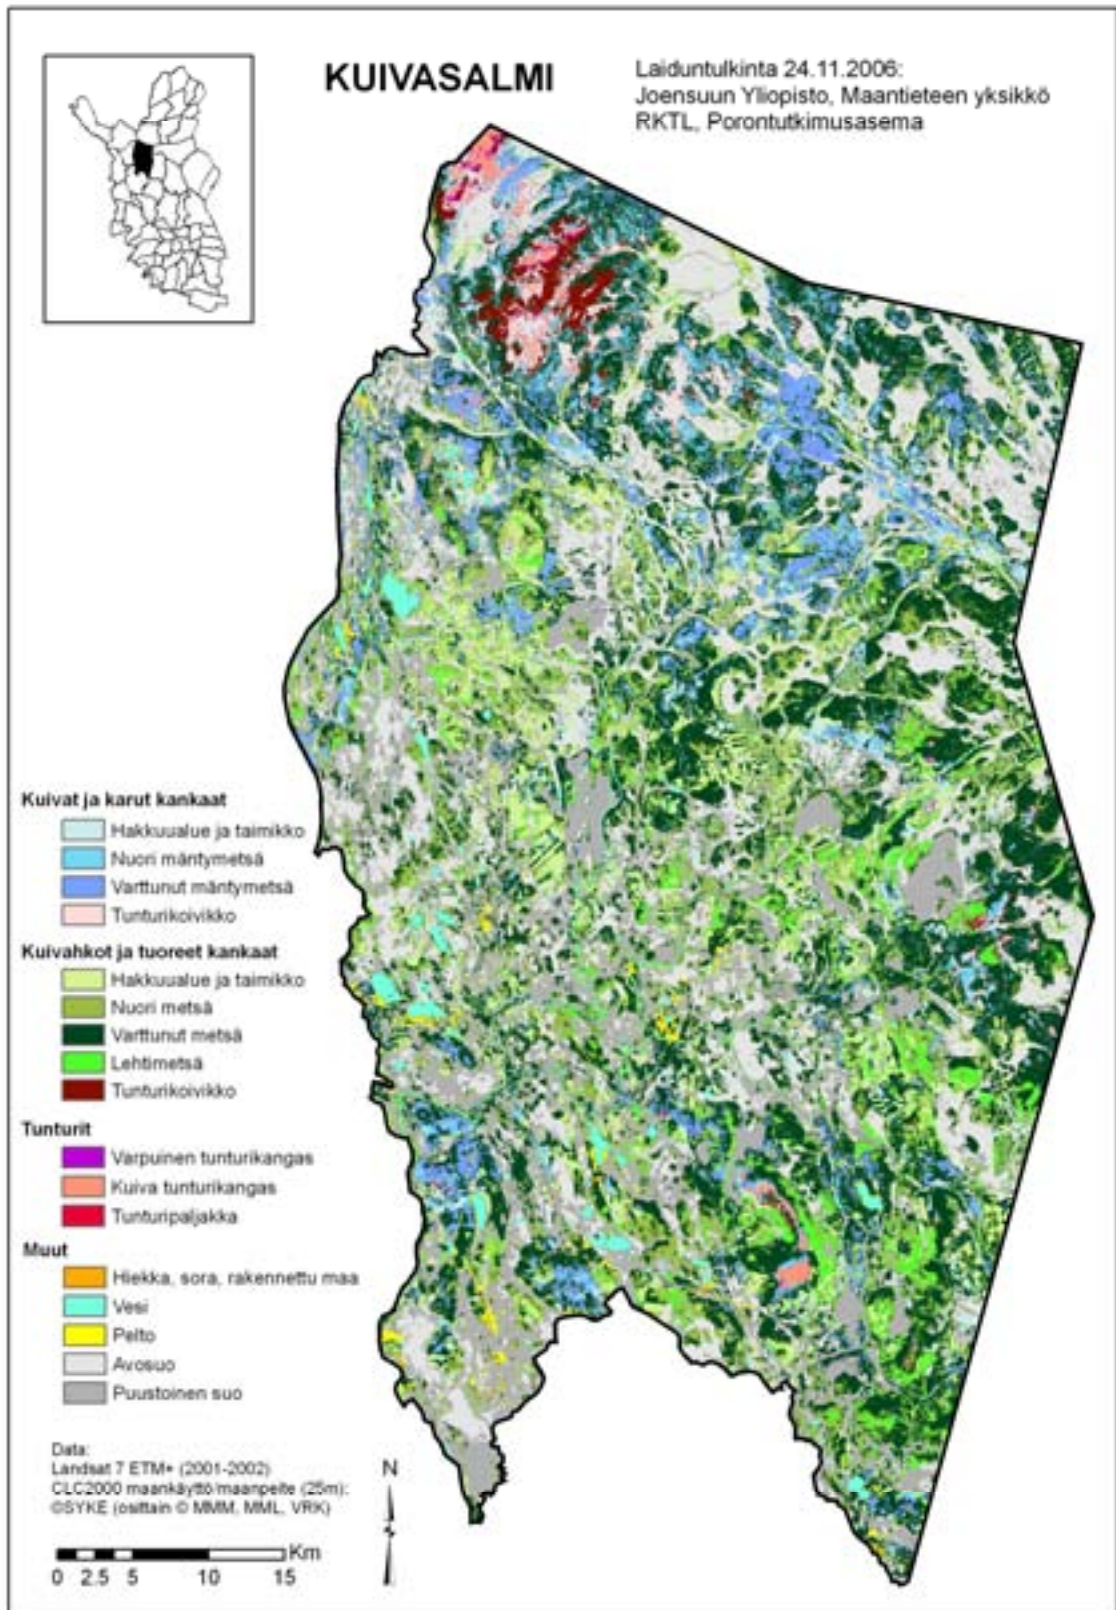 KUIVASALMI
Laiduntulkinta 24.11.2006:
Joensuun Yliopisto, Maantieteen yksikkö
RKTL, Porontutkimusasema
Kuivat ja karut kankaat
Hakkuualue ja taimikko
Nuori mäntymetsä
Varttunut mäntymetsä
Tunturikoivikko
Kuivahkot ja tuoreet kankaat
Hakkuualue ja taimikko
Nuori metsä
Varttunut metsä
Lehtimetsä
Tunturikoivikko
Tunturit
Varpuinen tunturikangas
Kuiva tunturikangas
Tunturipaljakka
Muut
Hiekka, sora, rakennettu maa
Vesi
Pelto
Avosuo
Puustoinen suo
Data:
Landsat 7 ETM+ (2001-2002)
CLC2000 maankäyttö/maanpeite (25m):
©SYKE (osittain © MMM, MML, VRK)
N
Km
0 2.5 5 10 15